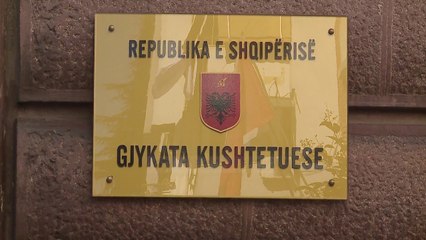 REPUBLIKA E SHQIPËRISË
GJYKATA KUSHTETUESE